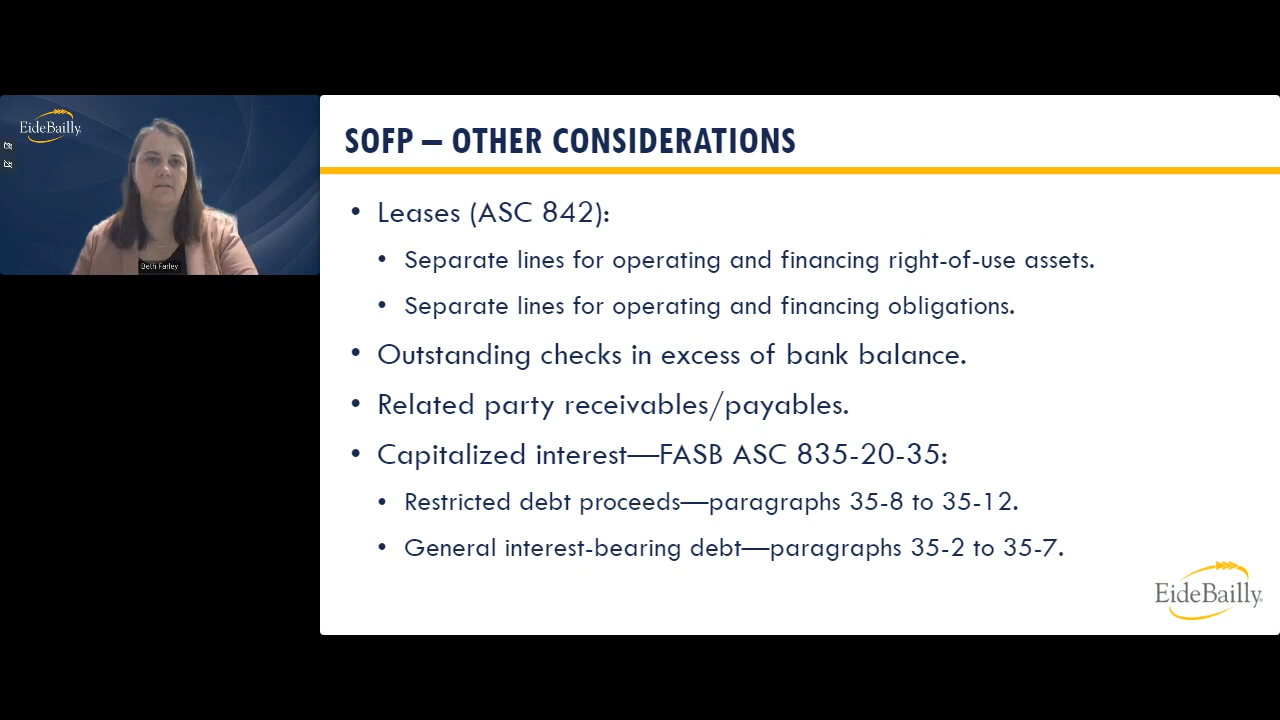 EideBailly
Beth Farley
SOFP – OTHER CONSIDERATIONS
• Leases (ASC 842):
• Separate lines for operating and financing right-of-use assets.
• Separate lines for operating and financing obligations.
• Outstanding checks in excess of bank balance.
• Related party receivables/payables.
• Capitalized interest—FASB ASC 835-20-35:
• Restricted debt proceeds—paragraphs 35-8 to 35-12.
• General interest-bearing debt—paragraphs 35-2 to 35-7.
EideBailly®